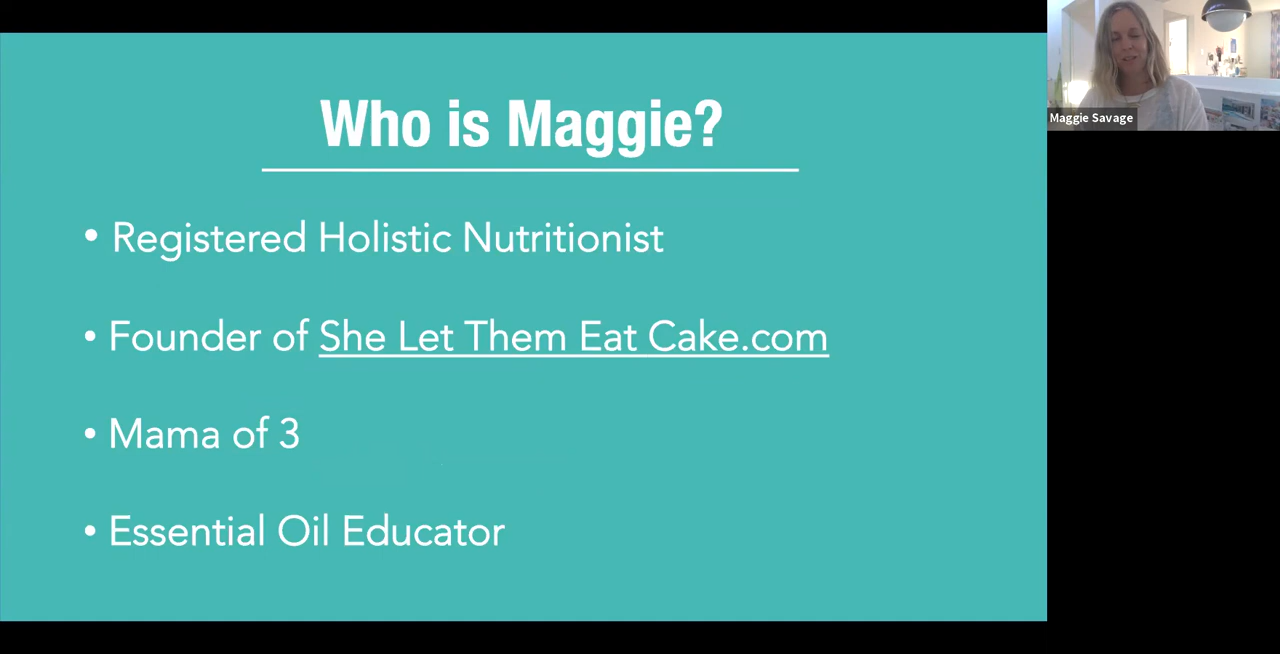 Who is Maggie?
• Registered Holistic Nutritionist
• Founder of She Let Them Eat Cake.com
• Mama of 3
• Essential Oil Educator
Maggie Savage